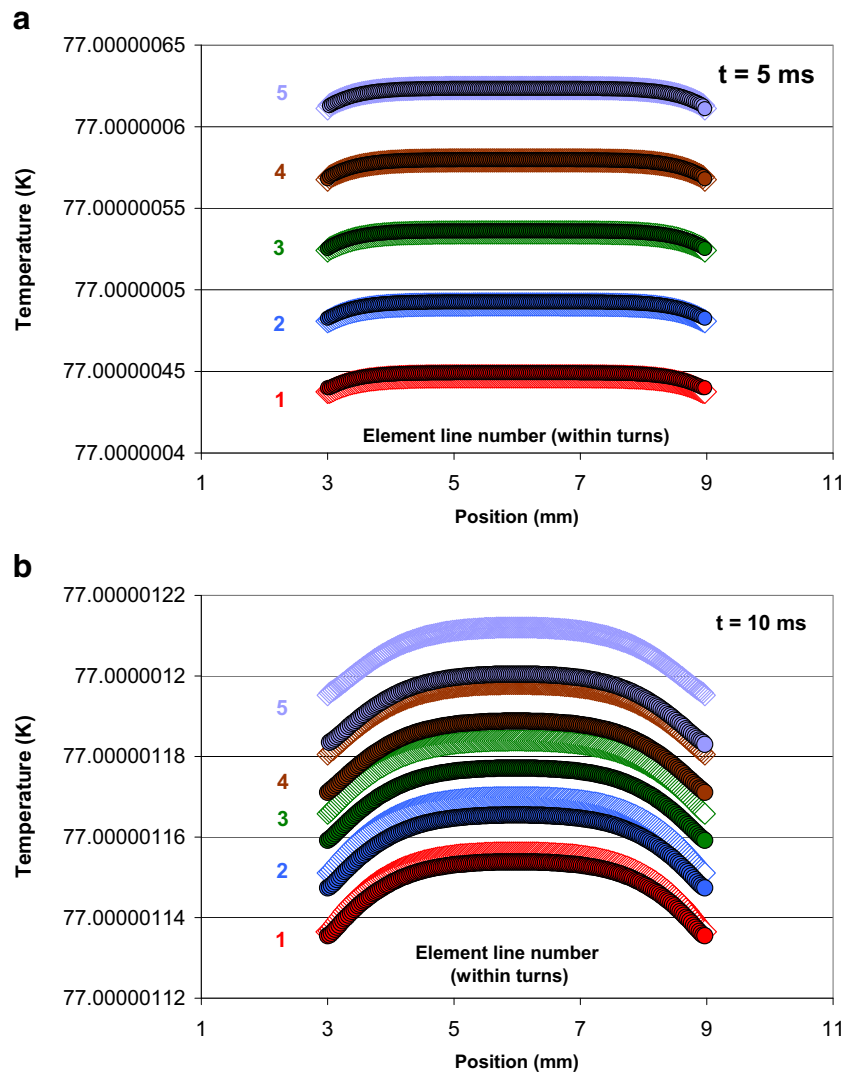 a
77.00000065
t = 5 ms
5
77.0000006
4
77.00000055
3
77.0000005
2
77.00000045
1
Element line number (within turns)
77.0000004
1 3 5 7 9 11
Position (mm)
Temperature (K)
b
77.00000122
t = 10 ms
77.0000012
5
77.00000118
4
3
77.00000116
2
77.00000114
1
Element line number
(within turns)
77.00000112
1 3 5 7 9 11
Position (mm)
Temperature (K)